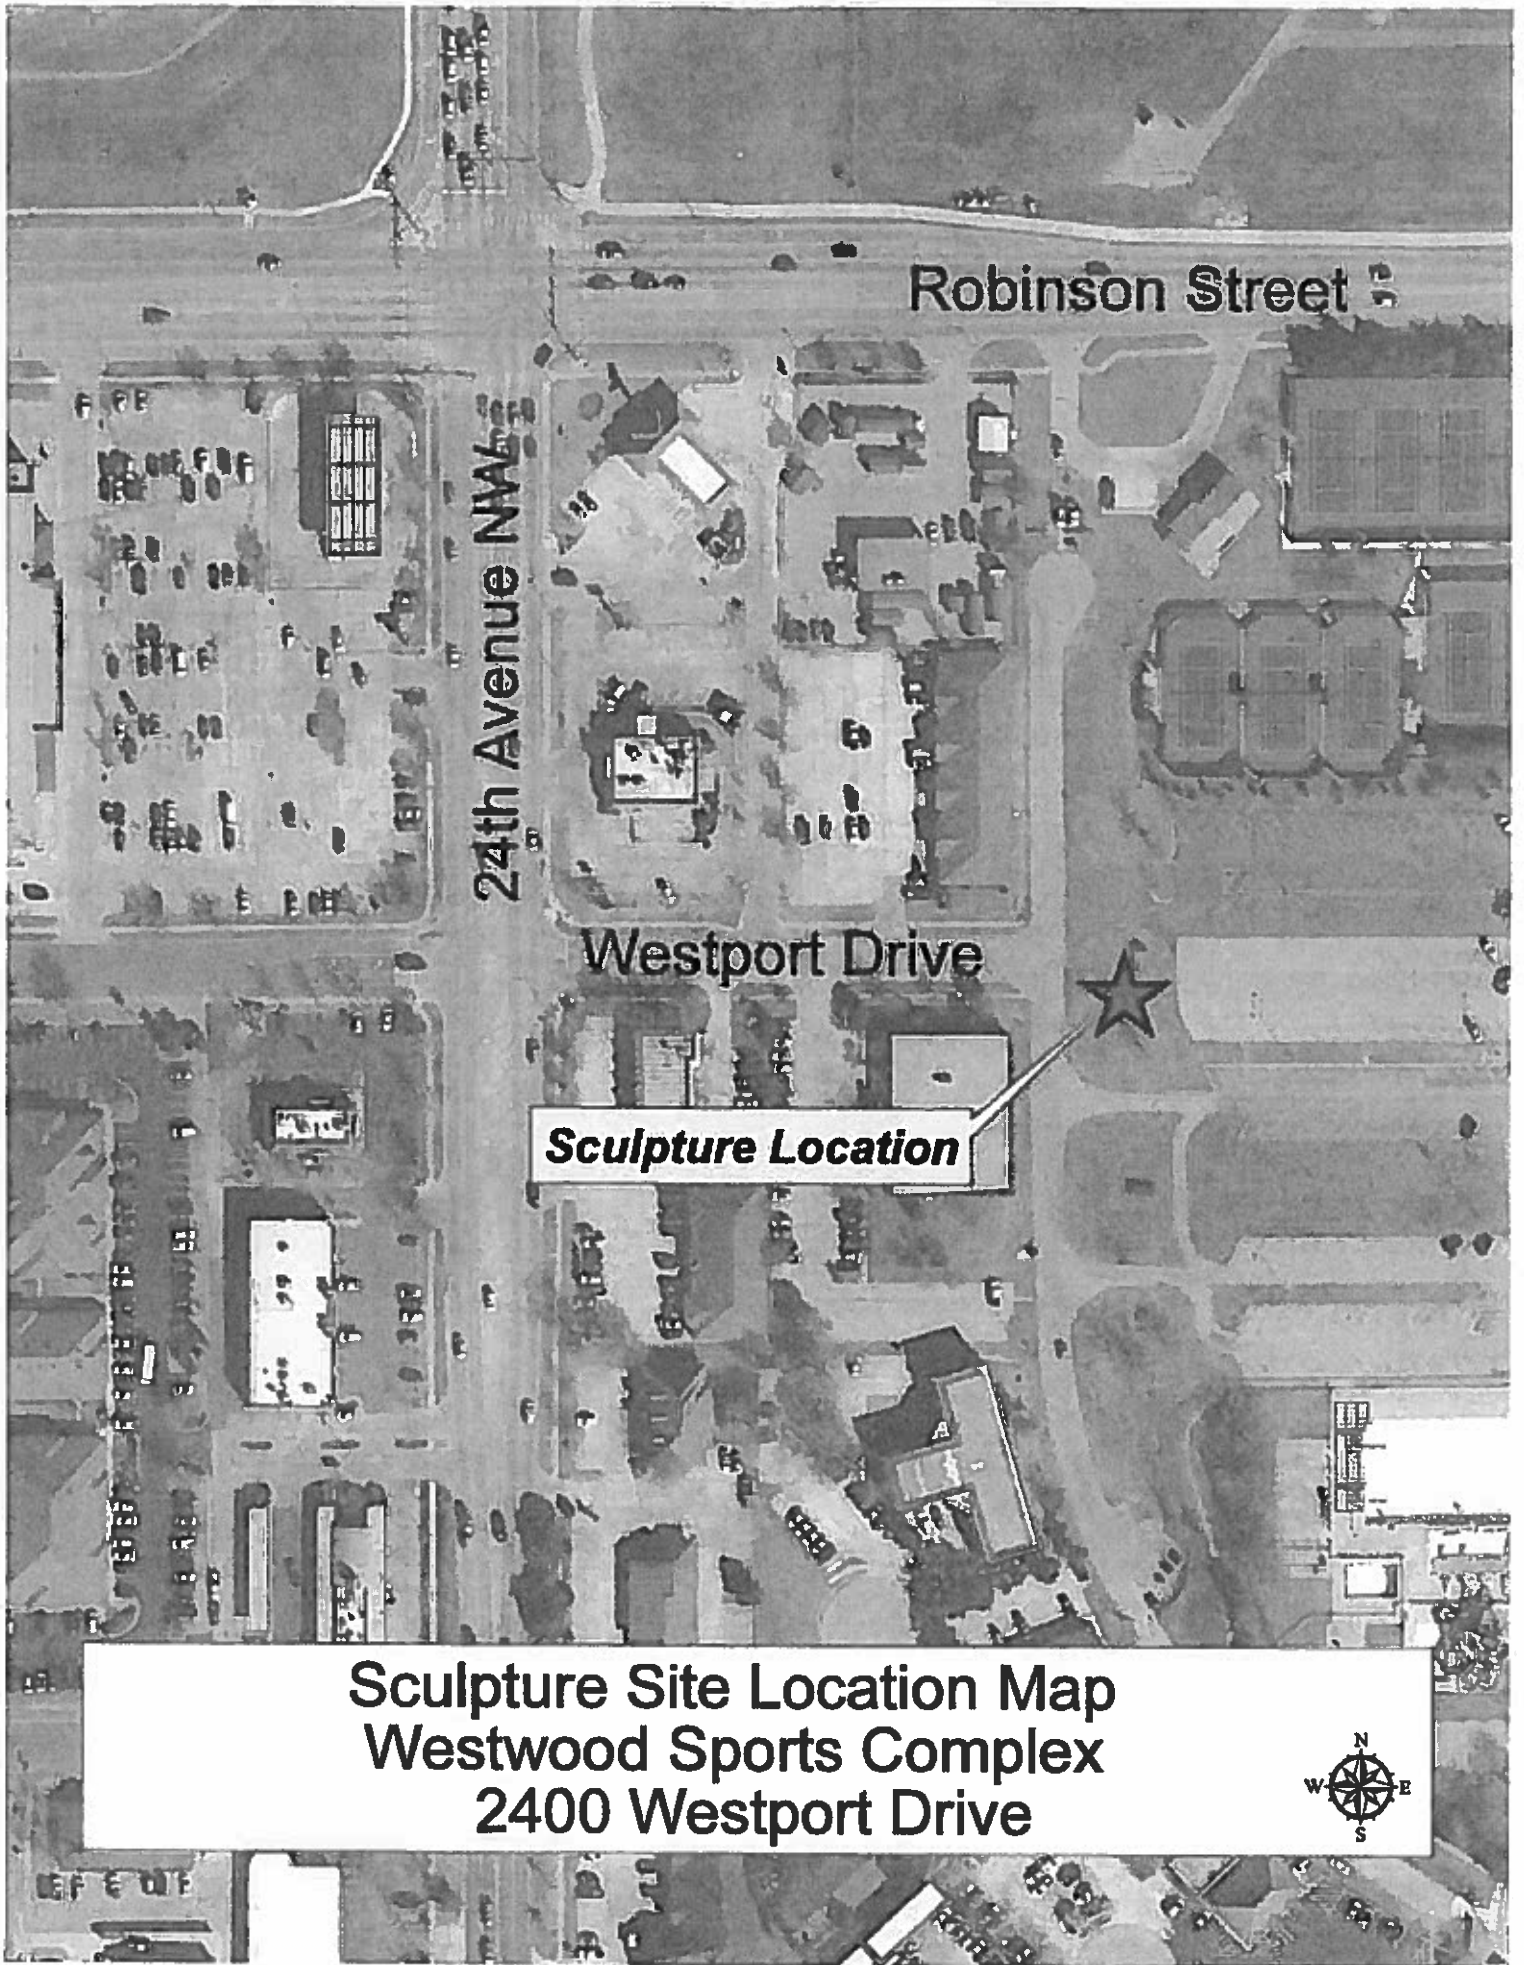 Robinson Street
24th Avenue NW
Westport Drive
Sculpture Location
Sculpture Site Location Map
Westwood Sports Complex
2400 Westport Drive
N
W E
S